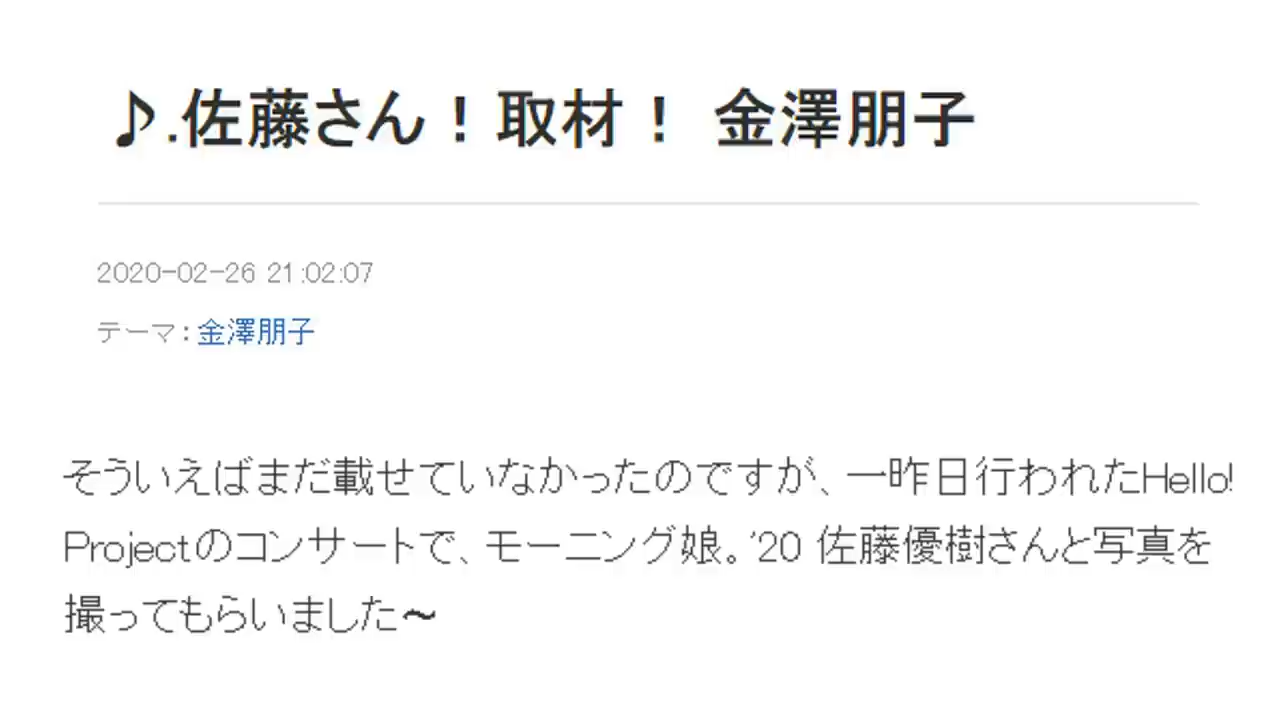 ♪.佐藤さん！取材！ 金澤朋子
2020-02-26 21:02:07
テーマ：金澤朋子
そういえばまだ載せていなかったのですが、一昨日行われたHello!
Projectのコンサートで、モーニング娘。'20 佐藤優樹さんと写真を
撮ってもらいました〜